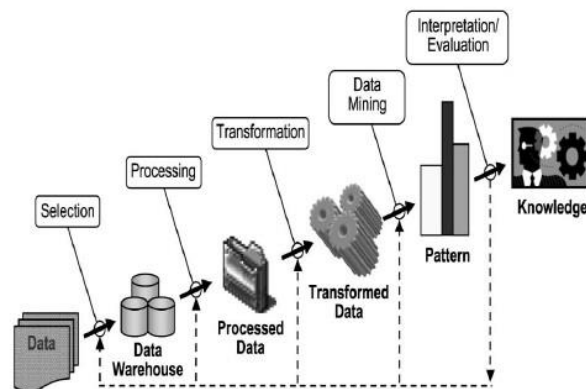 Interpretation/
Evaluation
Data
Mining
Transformation
Processing
Selection
Knowledge
Pattern
Transformed
Data
Processed
Data
Data
Warehouse
Data